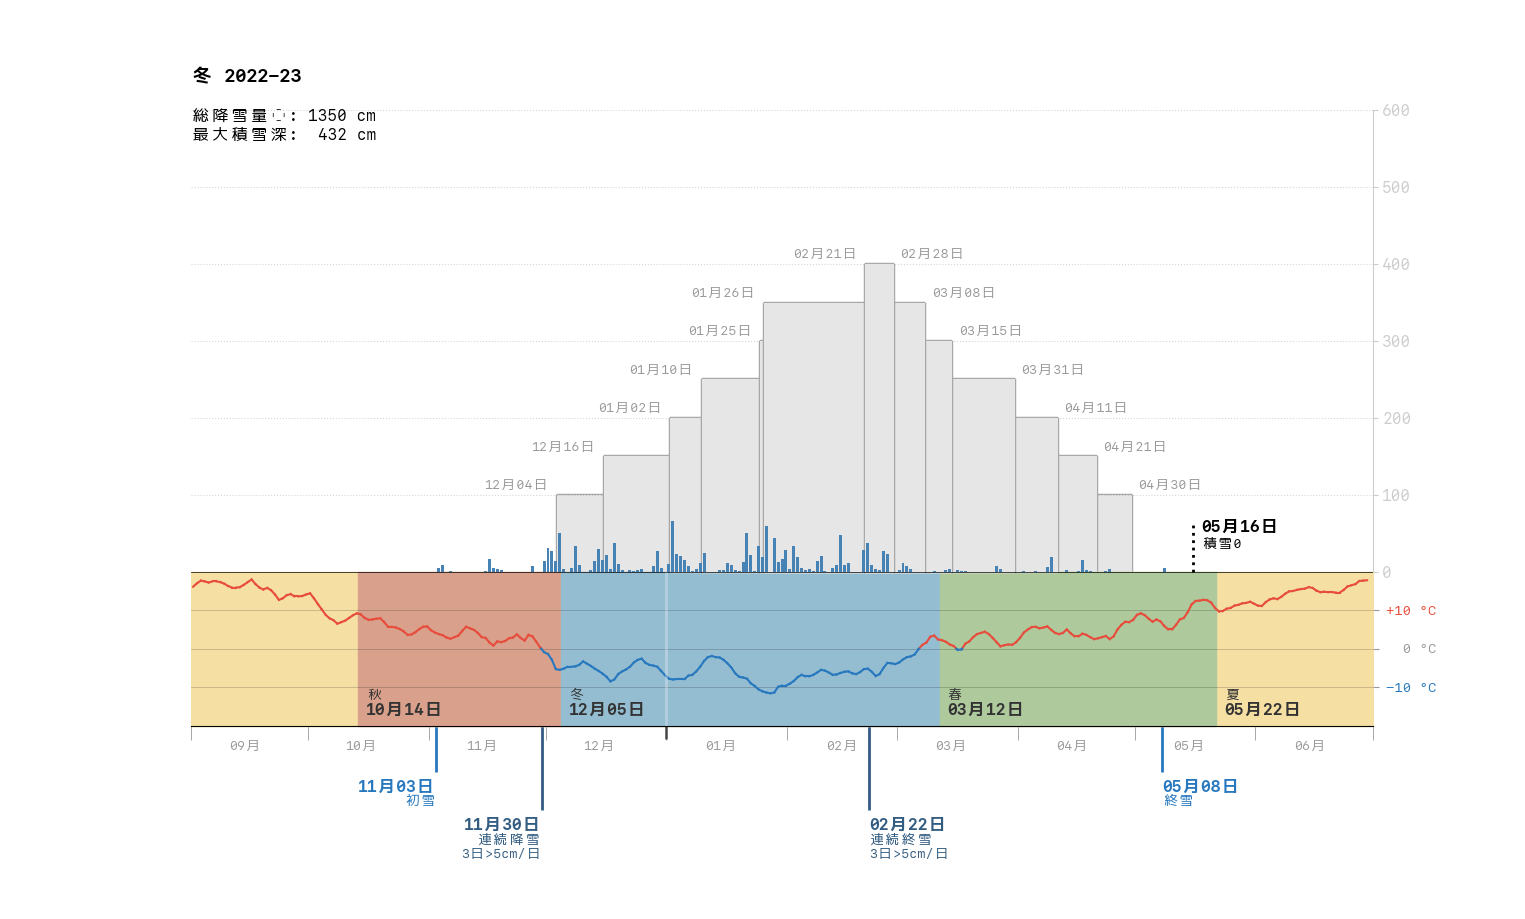 冬 2022–23
総降雪量: 1350 cm
最大積雪深: 432 cm
600
500
400
300
200
100
0
02月21日
02月28日
01月26日
03月08日
01月25日
03月15日
01月10日
03月31日
01月02日
04月11日
12月16日
04月21日
12月04日
04月30日
05月16日
積雪0
+10 °C
0 °C
−10 °C
秋
10月14日
冬
12月05日
春
03月12日
夏
05月22日
09月
10月
11月
12月
01月
02月
03月
04月
05月
06月
11月03日
初雪
05月08日
終雪
11月30日
連続降雪
3日>5cm/日
02月22日
連続終雪
3日>5cm/日